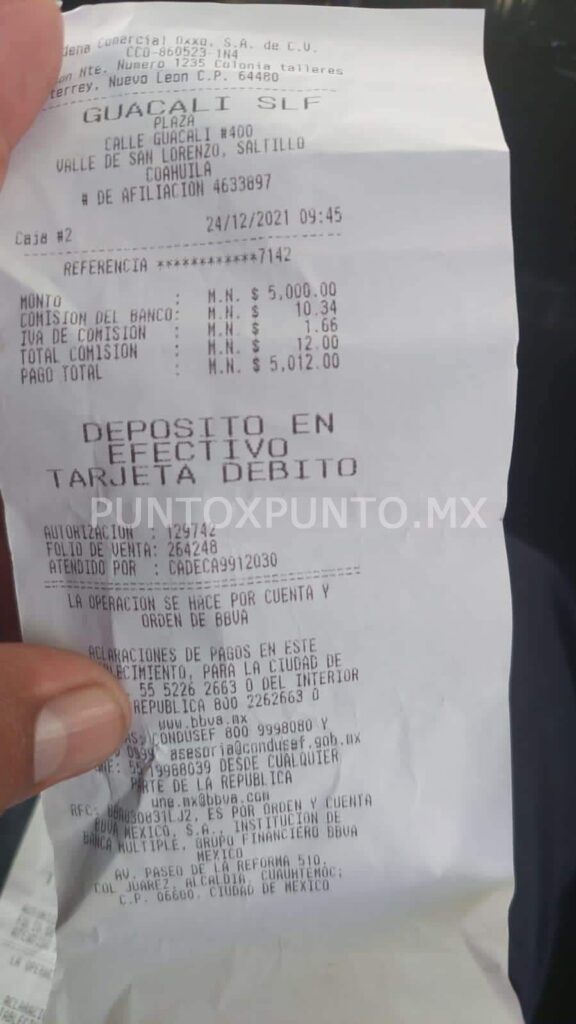 dena Comercial Oxxo, S.A. de C.V.
CCO-860523-1N4
on Nte. Numero 1235 Colonia talleres
terrey, Nuevo Leon C.P. 64480
GUACALI SLF
PLAZA
CALLE GUACALI #400
VALLE DE SAN LORENZO, SALTILLO
COAHUILA
# DE AFILIACION 4633897
Caja #2 24/12/2021 09:45
REFERENCIA ************7142
MONTO : M.N. $ 5,000.00
COMISION DEL BANCO: M.N. $ 10.34
IVA DE COMISION : M.N. $ 1.66
TOTAL COMISION : M.N. $ 12.00
PAGO TOTAL : M.N. $ 5,012.00
DEPOSITO EN
EFECTIVO
TARJETA DEBITO
PUNTOXPUNTO.MX
AUTORIZACION : 129742
FOLIO DE VENTA: 264248
ATENDIDO POR : CADECA9912030
LA OPERACION SE HACE POR CUENTA Y
ORDEN DE BBVA
ACLARACIONES DE PAGOS EN ESTE
BLECIMIENTO, PARA LA CIUDAD DE
55 5226 2663 O DEL INTERIOR
REPUBLICA 800 2262663 O
www.bbva.mx
CONDUSEF 800 9998080 Y
asesoria@condusef.gob.mx
19988039 DESDE CUALQUIER
PARTE DE LA REPUBLICA
une.mx@bbva.com
RFC: BBA830831LJ2, ES POR ORDEN Y CUENTA
BBVA MEXICO, S.A., INSTITUCION DE
BANCA MULTIPLE, GRUPO FINANCIERO BBVA
MEXICO
AV. PASEO DE LA REFORMA 510,
COL JUAREZ, ALCALDIA, CUAUHTEMOC;
C.P. 06600, CIUDAD DE MEXICO